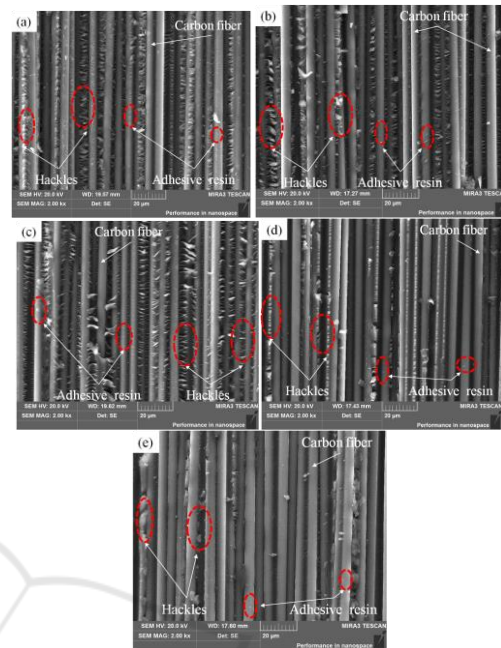 (a)
Carbon fiber
Hackles
Adhesive resin
SEM HV: 20.0 kV WD: 19.07 mm MIRA3 TESCAN
SEM MAG: 2.00 kx Det: SE 20 µm
Performance in nanospace
(b)
Carbon fiber
Hackles
Adhesive resin
SEM HV: 20.0 kV WD: 17.27 mm MIRA3 TESCAN
SEM MAG: 2.00 kx Det: SE 20 µm
Performance in nanospace
(c)
Carbon fiber
Adhesive resin
Hackles
SEM HV: 20.0 kV WD: 19.62 mm MIRA3 TESCAN
SEM MAG: 2.00 kx Det: SE 20 µm
Performance in nanospace
(d)
Carbon fiber
Hackles
Adhesive resin
SEM HV: 20.0 kV WD: 17.43 mm MIRA3 TESCAN
SEM MAG: 2.00 kx Det: SE 20 µm
Performance in nanospace
(e)
Carbon fiber
Hackles
Adhesive resin
SEM HV: 20.0 kV WD: 17.60 mm MIRA3 TESCAN
SEM MAG: 2.00 kx Det: SE 20 µm
Performance in nanospace